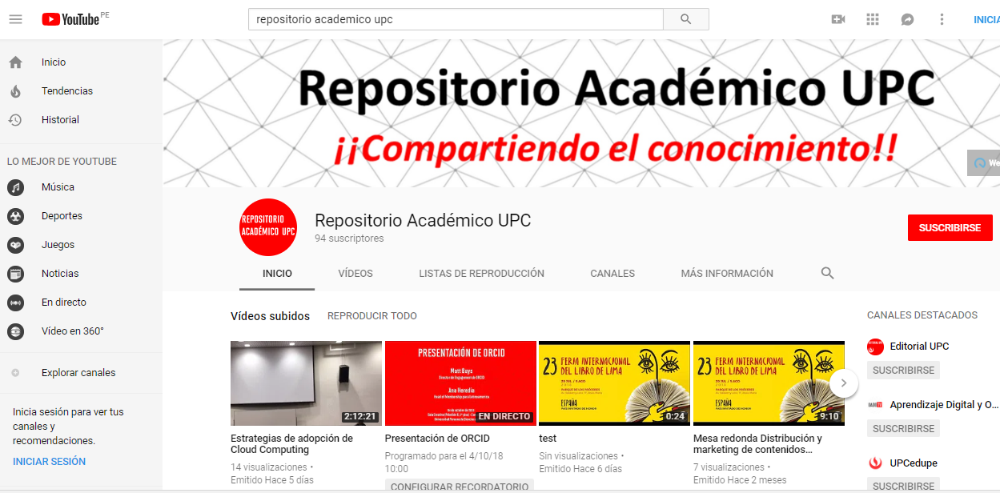 YouTube PE
repositorio academico upc
INICIA
Inicio
Tendencias
Historial
LO MEJOR DE YOUTUBE
Música
Deportes
Juegos
Noticias
En directo
Vídeo en 360°
Explorar canales
Inicia sesión para ver tus
canales y
recomendaciones.
INICIAR SESIÓN
Repositorio Académico UPC
¡¡Compartiendo el conocimiento!!
We
REPOSITORIO
ACADÉMICO UPC
Repositorio Académico UPC
94 suscriptores
SUSCRIBIRSE
INICIO
VÍDEOS
LISTAS DE REPRODUCCIÓN
CANALES
MÁS INFORMACIÓN
Vídeos subidos
REPRODUCIR TODO
2:12:21
Estrategias de adopción de
Cloud Computing
14 visualizaciones •
Emitido Hace 5 días
PRESENTACIÓN DE ORCID
Matt Buys
Ana Heredia
EN DIRECTO
Presentación de ORCID
Programado para el 4/10/18
10:00
CONFIGURAR RECORDATORIO
23 FERIA INTERNACIONAL
DEL LIBRO DE LIMA
ESPAÑA
0:24
test
Sin visualizaciones •
Emitido Hace 6 días
23 FERIA INTERNACIONAL
DEL LIBRO DE LIMA
ESPAÑA
9:10
Mesa redonda Distribución y
marketing de contenidos...
7 visualizaciones •
Emitido Hace 2 meses
CANALES DESTACADOS
Editorial UPC
SUSCRIBIRSE
Aprendizaje Digital y O...
SUSCRIBIRSE
UPCedupe
SUSCRIBIRSE